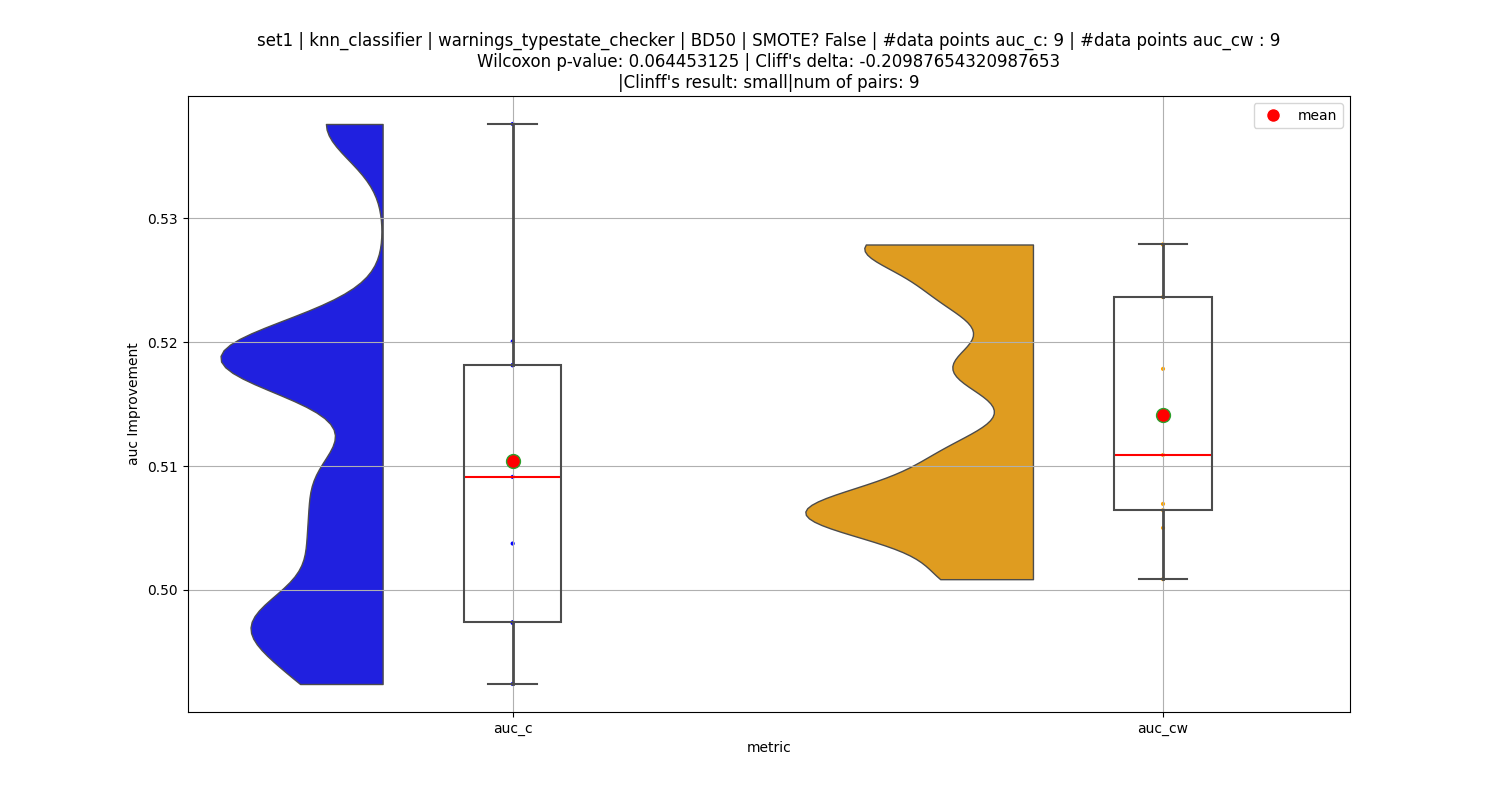 set1 | knn_classifier | warnings_typestate_checker | BD50 | SMOTE? False | #data points auc_c: 9 | #data points auc_cw : 9
Wilcoxon p-value: 0.064453125 | Cliff's delta: -0.20987654320987653
|Clinff's result: small|num of pairs: 9
mean
0.53
0.52
0.51
0.50
auc Improvement
auc_c
auc_cw
metric